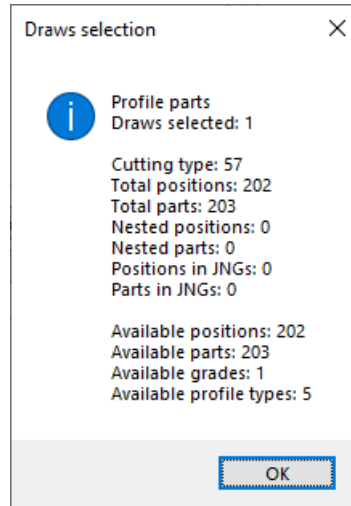 Draws selection
Profile parts
Draws selected: 1
Cutting type: 57
Total positions: 202
Total parts: 203
Nested positions: 0
Nested parts: 0
Positions in JNGs: 0
Parts in JNGs: 0
Available positions: 202
Available parts: 203
Available grades: 1
Available profile types: 5
OK